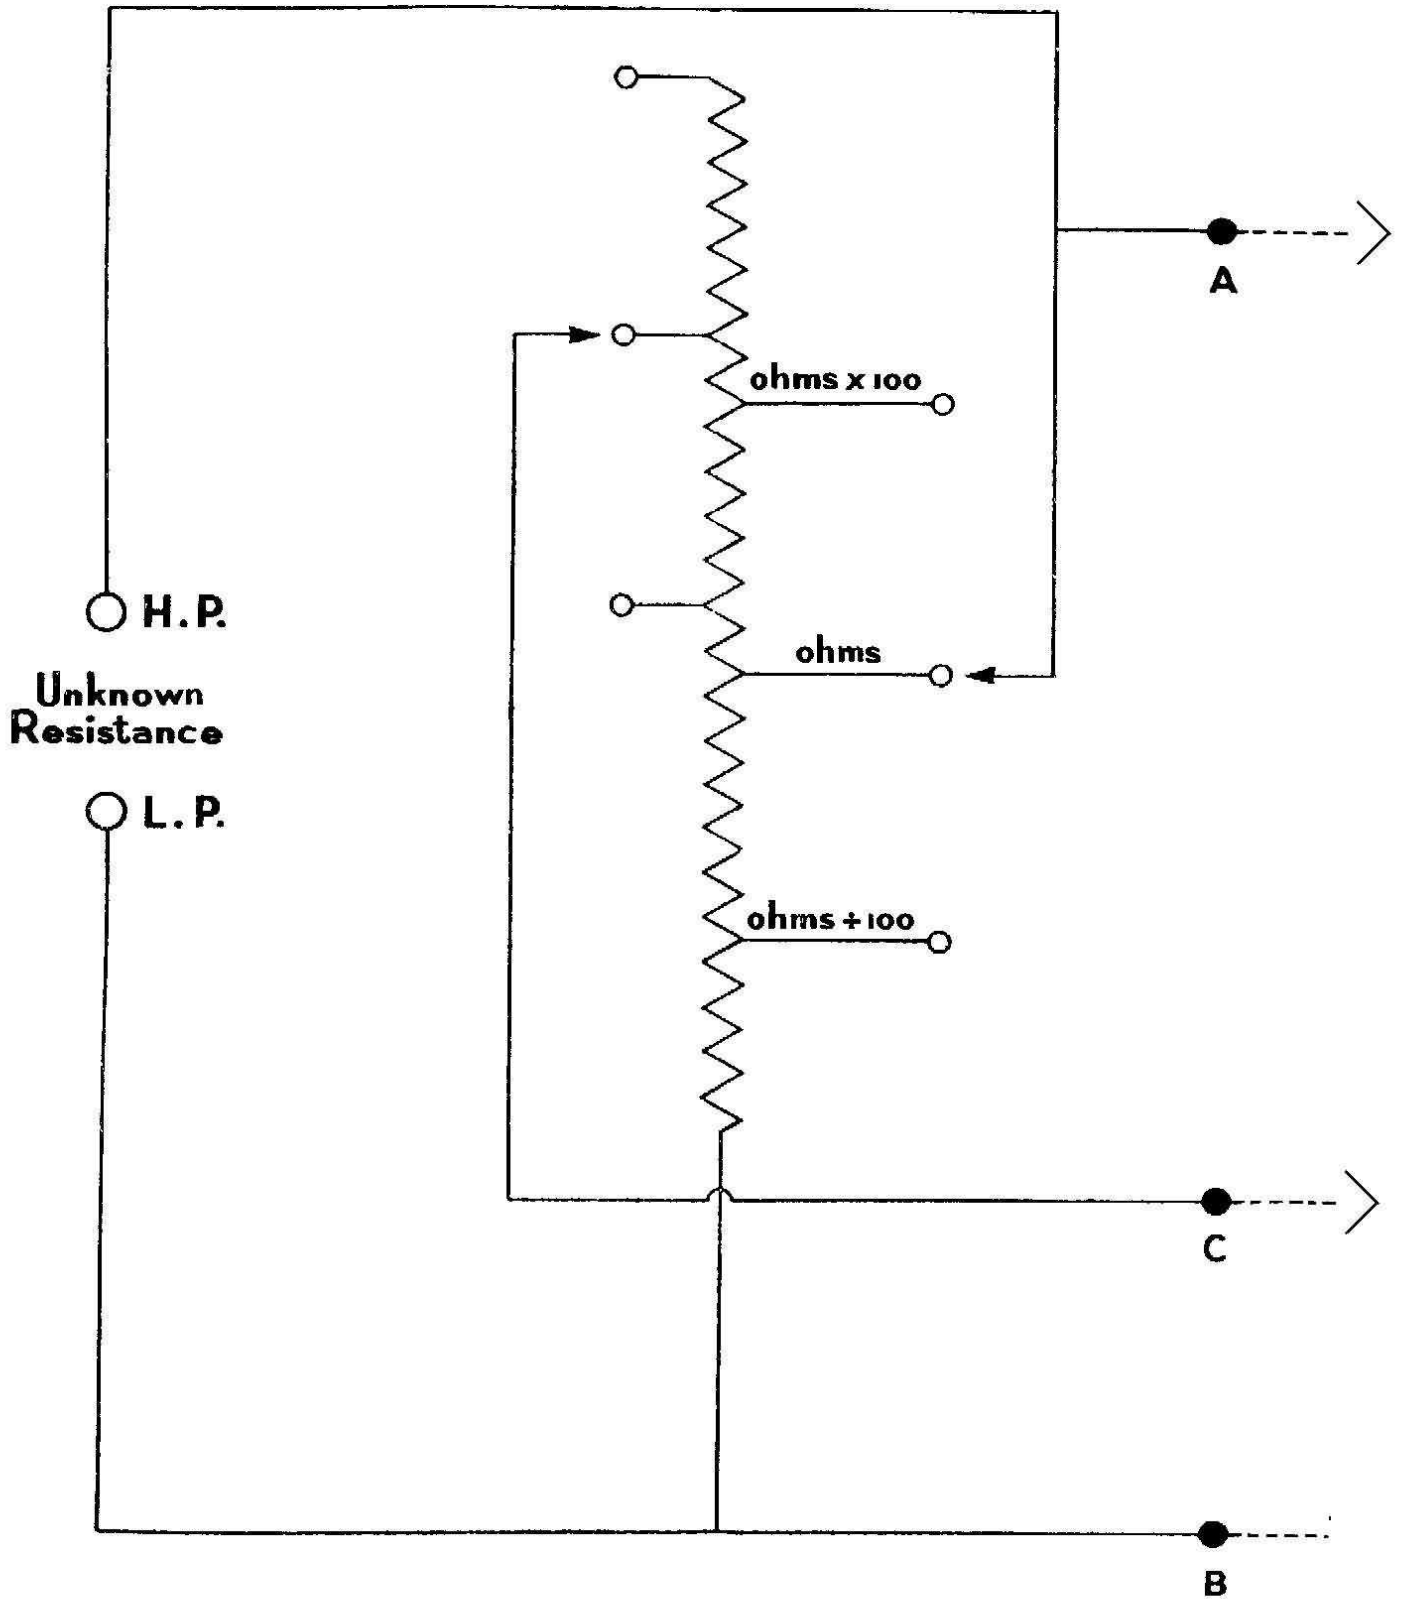 A
ohms x 100
H.P.
ohms
Unknown
Resistance
L.P.
ohms ÷ 100
C
B